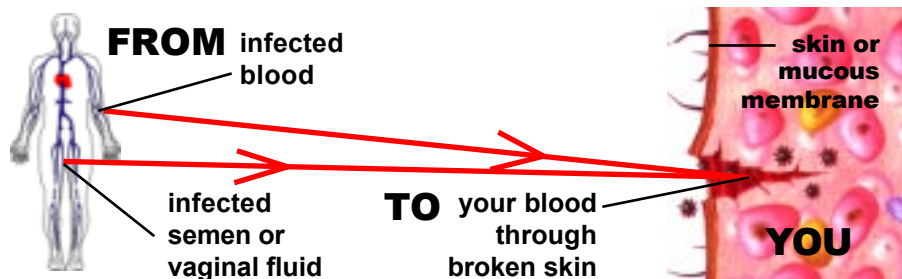 FROM infected
blood
skin or
mucous
membrane
infected
semen or
vaginal fluid
TO your blood
through
broken skin
YOU